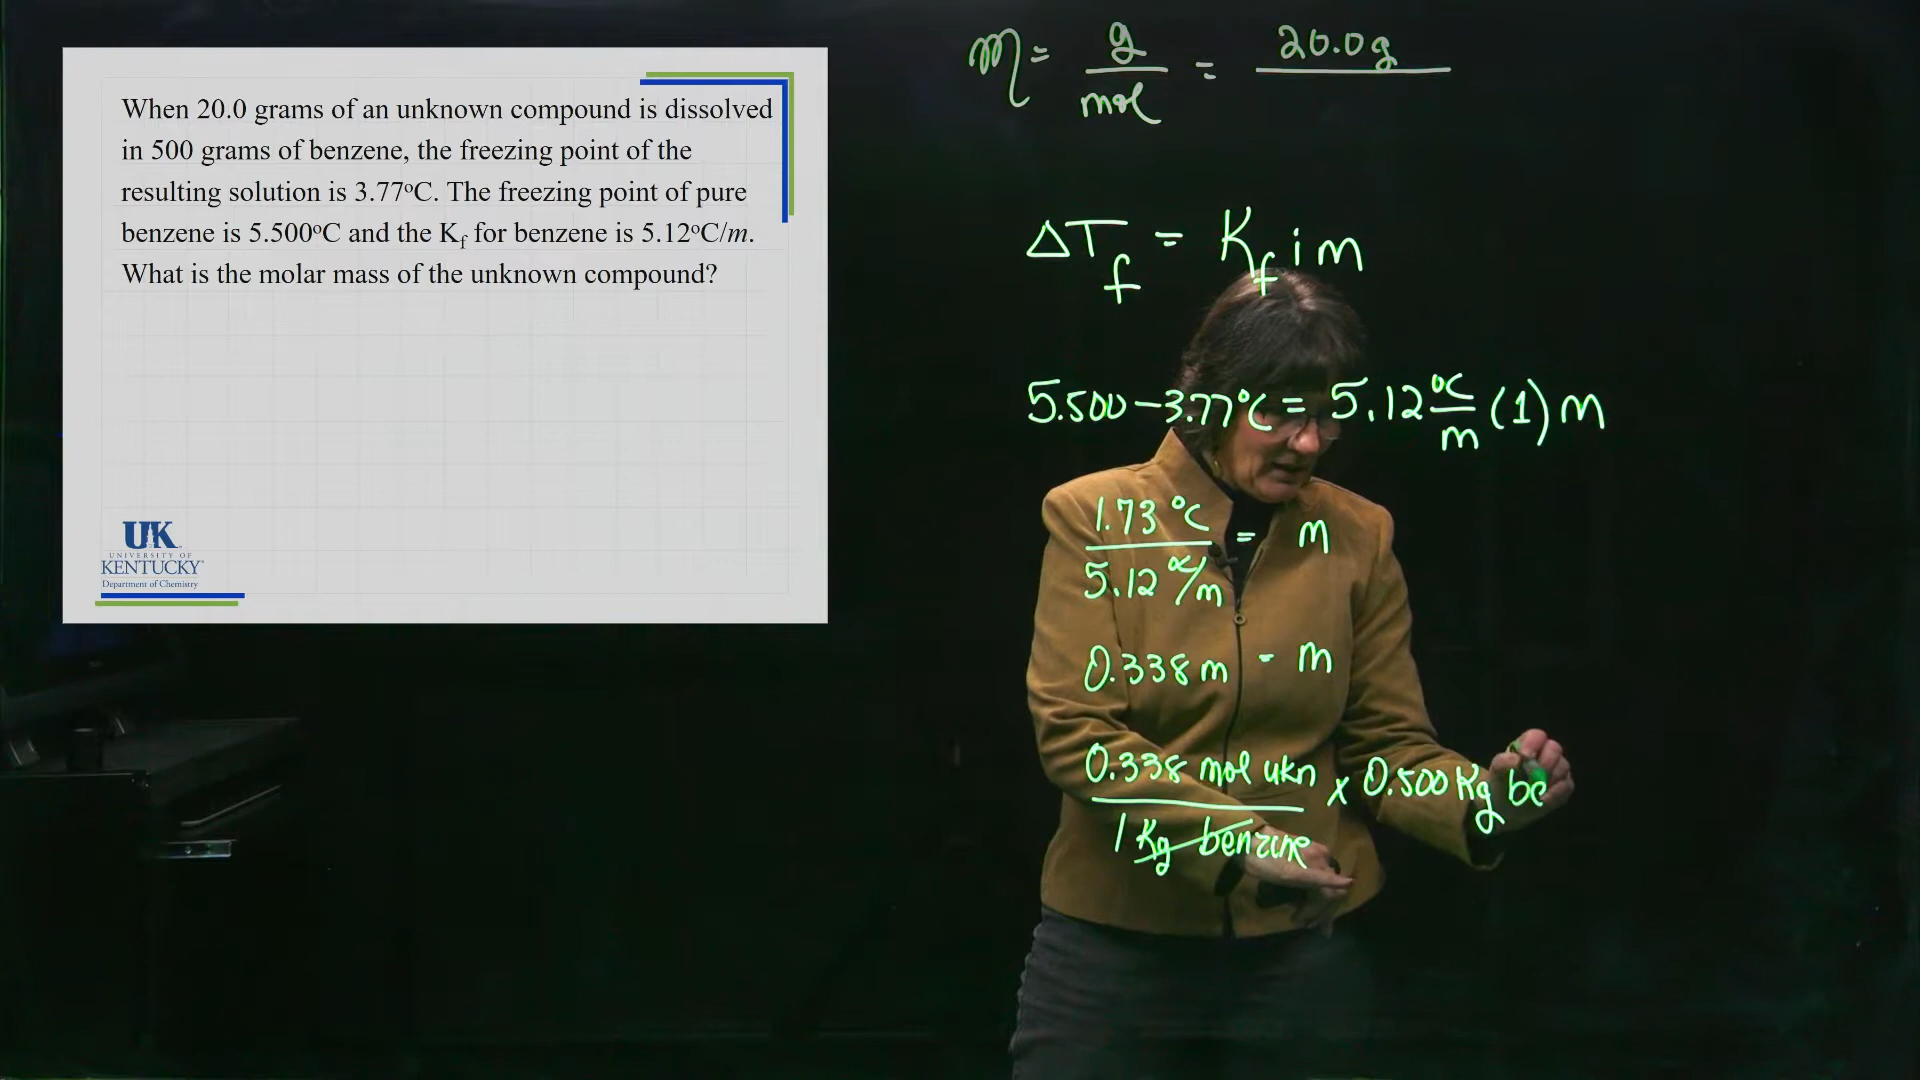 When 20.0 grams of an unknown compound is dissolved
in 500 grams of benzene, the freezing point of the
resulting solution is 3.77°C. The freezing point of pure
benzene is 5.500°C and the Kf for benzene is 5.12°C/m.
What is the molar mass of the unknown compound?
UK
UNIVERSITY OF
KENTUCKY
Department of Chemistry
m = g/mol = 20.0g
ΔTf = Kf i m
5.500 - 3.77°C = 5.12 °C/m (1) m
1.73 °C / 5.12 °C/m = m
0.338 m = m
0.338 mol ukn / 1 Kg benzene x 0.500 Kg be